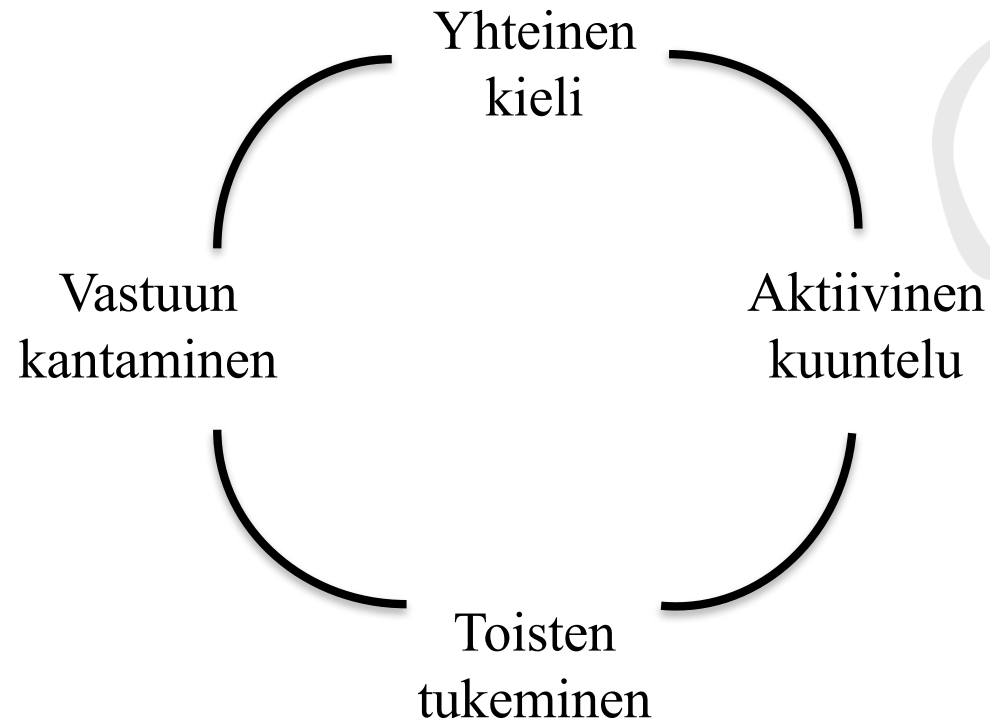 Yhteinen
kieli
Vastuun
kantaminen
Aktiivinen
kuuntelu
Toisten
tukeminen